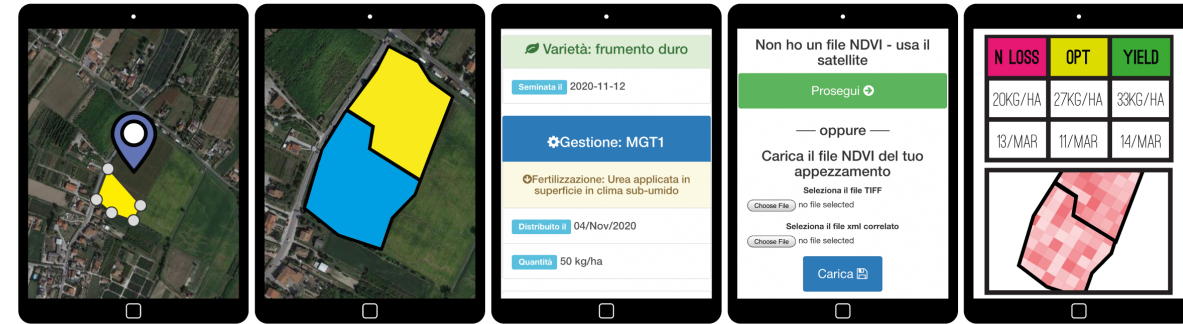 Varietà: frumento duro
Seminata il 2020-11-12
Gestione: MGT1
Fertilizzazione: Urea applicata in
superficie in clima sub-umido
Distribuito il 04/Nov/2020
Quantità 50 kg/ha
Non ho un file NDVI - usa il
satellite
Prosegui
oppure
Carica il file NDVI del tuo
appezzamento
Seleziona il file TIFF
Choose File no file selected
Seleziona il file xml correlato
Choose File no file selected
Carica
N LOSS OPT YIELD
20KG/HA 27KG/HA 33KG/HA
13/MAR 11/MAR 14/MAR